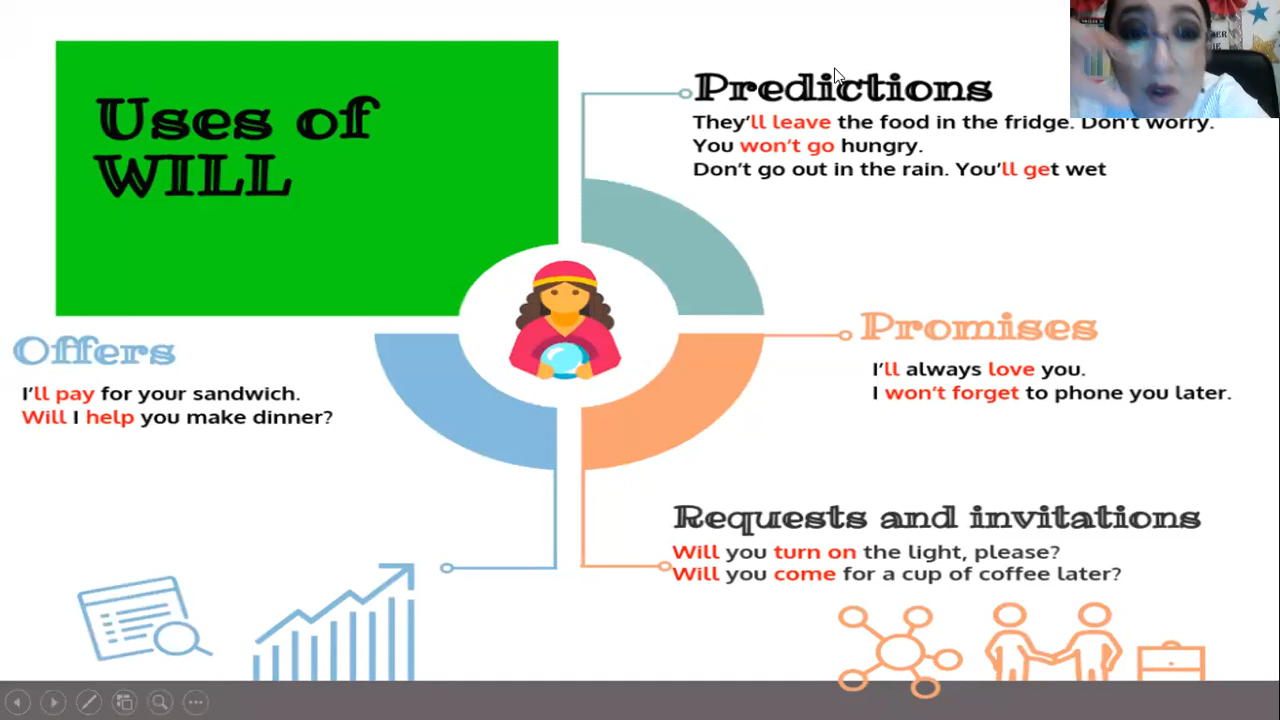 Uses of
WILL
Predictions
They'll leave the food in the fridge. Don't worry.
You won't go hungry.
Don't go out in the rain. You'll get wet
Promises
I'll always love you.
I won't forget to phone you later.
Offers
I'll pay for your sandwich.
Will I help you make dinner?
Requests and invitations
Will you turn on the light, please?
Will you come for a cup of coffee later?